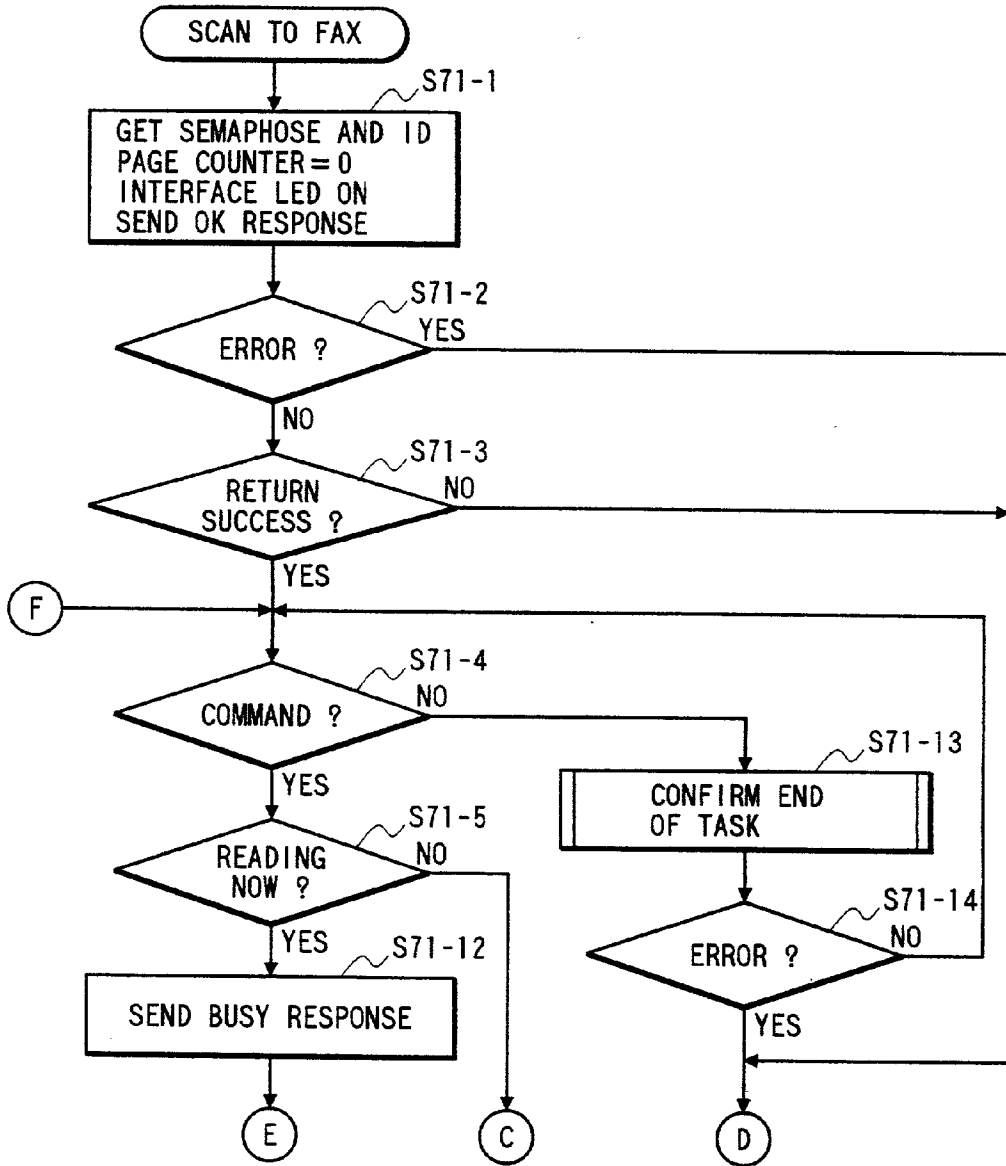 SCAN TO FAX
S71-1
GET SEMAPHOSE AND ID
PAGE COUNTER=0
INTERFACE LED ON
SEND OK RESPONSE
S71-2
ERROR ?
YES
NO
S71-3
RETURN
SUCCESS ?
NO
YES
F
S71-4
COMMAND ?
NO
YES
S71-13
CONFIRM END
OF TASK
S71-5
READING
NOW ?
NO
YES
S71-14
ERROR ?
NO
YES
S71-12
SEND BUSY RESPONSE
E
C
D